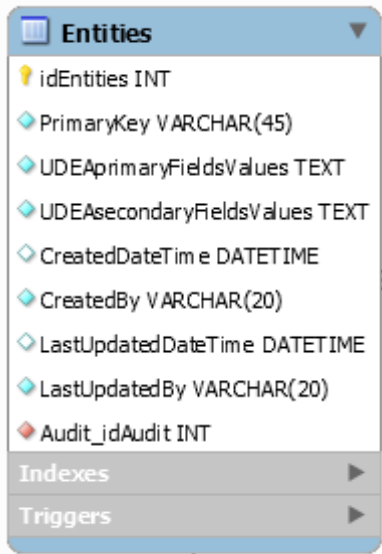 Entities
idEntities INT
PrimaryKey VARCHAR(45)
UDEAprimaryFieldsValues TEXT
UDEAsecondaryFieldsValues TEXT
CreatedDateTime DATETIME
CreatedBy VARCHAR(20)
LastUpdatedDateTime DATETIME
LastUpdatedBy VARCHAR(20)
Audit_idAudit INT
Indexes
Triggers